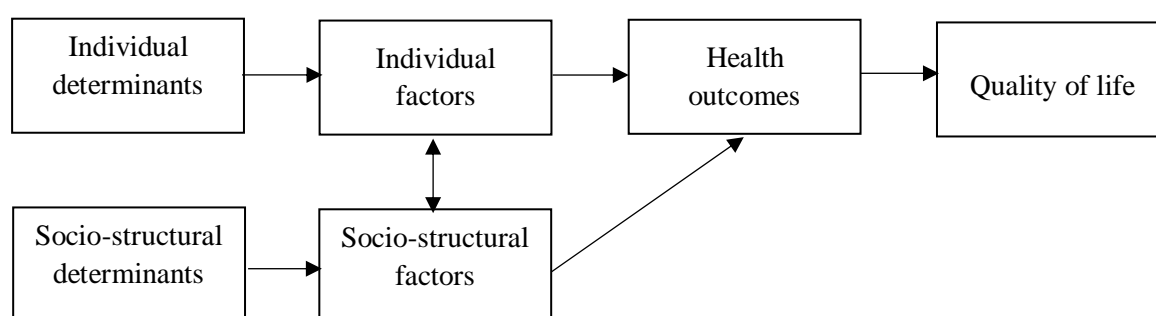 Individual
determinants
Individual
factors
Health
outcomes
Quality of life
Socio-structural
determinants
Socio-structural
factors